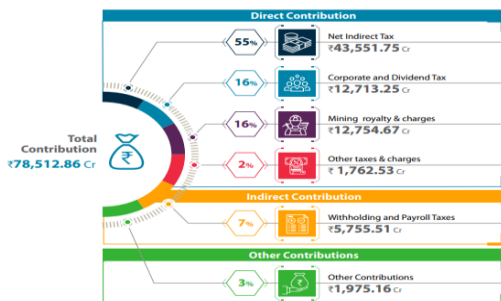 Direct Contribution
55%
Net Indirect Tax
₹43,551.75 Cr
16%
Corporate and Dividend Tax
₹12,713.25 Cr
16%
Mining royalty & charges
₹12,754.67 Cr
Total
Contribution
₹78,512.86 Cr
₹
2%
Other taxes & charges
₹ 1,762.53 Cr
Indirect Contribution
7%
Withholding and Payroll Taxes
₹5,755.51 Cr
Other Contributions
3%
Other Contributions
₹1,975.16 Cr